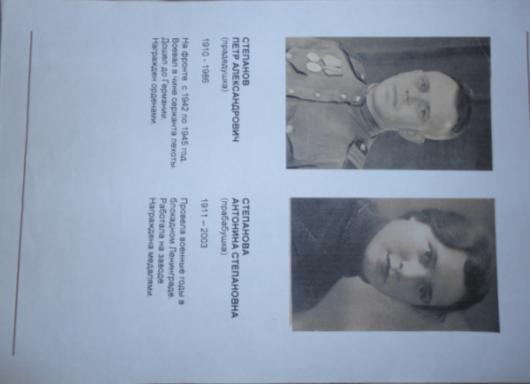 СТЕПАНОВ
ПЕТР АЛЕКСАНДРОВИЧ
(прадедушка)
1910 - 1986
На фронте с 1942 по 1945 год.
Воевал в чине сержанта пехоты.
Дошел до Германии.
Награжден орденами.
СТЕПАНОВА
АНТОНИНА СТЕПАНОВНА
(прабабушка)
1911 – 2003
Провела военные годы в
блокадном Ленинграде.
Работала на заводе.
Награждена медалями.